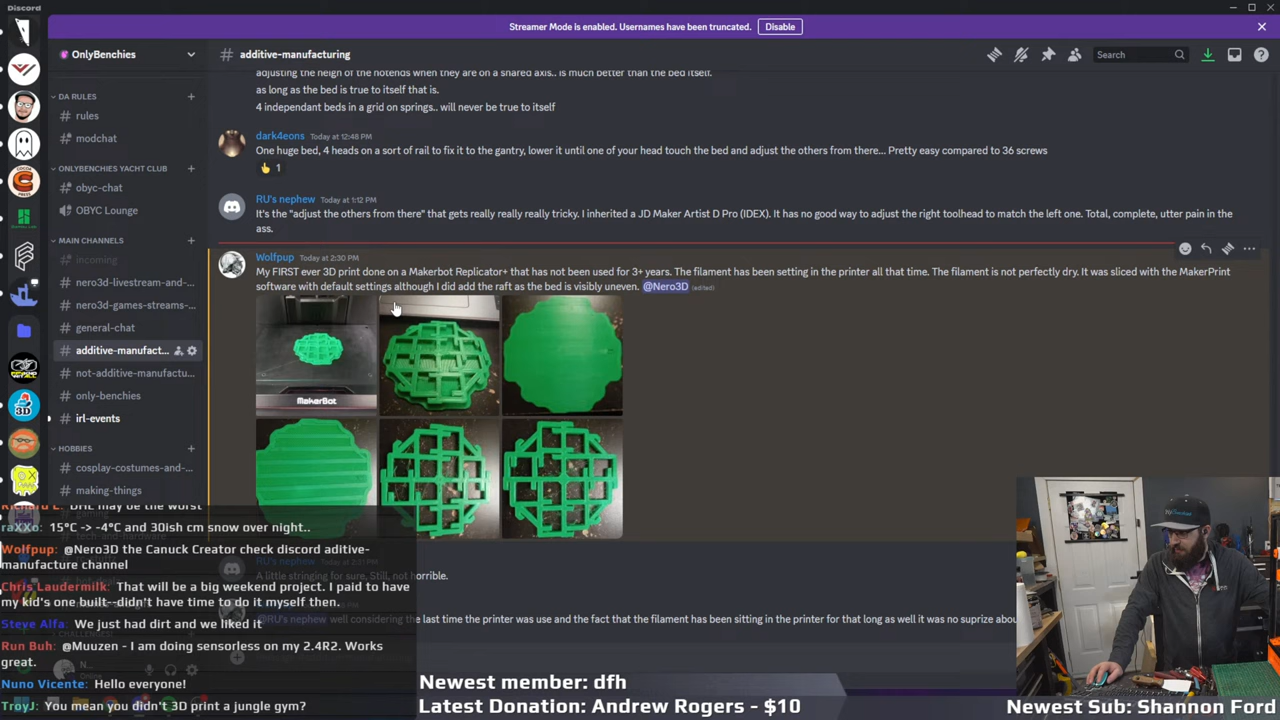 Discord
Streamer Mode is enabled. Usernames have been truncated.
Disable
OnlyBenchies
additive-manufacturing
Search
adjusting the heigh of the hotends when they are on a shared axis.. is much better than the bed itself.
as long as the bed is true to itself that is.
4 independant beds in a grid on springs.. will never be true to itself
DA RULES
rules
modchat
dark4eons Today at 12:48 PM
One huge bed, 4 heads on a sort of rail to fix it to the gantry, lower it until one of your head touch the bed and adjust the others from there... Pretty easy compared to 36 screws
1
ONLYBENCHIES YACHT CLUB
obyc-chat
OBYC Lounge
RU's nephew Today at 1:12 PM
It's the "adjust the others from there" that gets really really really tricky. I inherited a JD Maker Artist D Pro (IDEX). It has no good way to adjust the right toolhead to match the left one. Total, complete, utter pain in the
ass.
MAIN CHANNELS
incoming
nero3d-livestream-and-...
nero3d-games-streams-...
general-chat
additive-manufact...
not-additive-manufactu...
only-benchies
irl-events
Wolfpup Today at 2:30 PM
My FIRST ever 3D print done on a Makerbot Replicator+ that has not been used for 3+ years. The filament has been setting in the printer all that time. The filament is not perfectly dry. It was sliced with the MakerPrint
software with default settings although I did add the raft as the bed is visibly uneven. @Nero3D (edited)
MakerBot
HOBBIES
cosplay-costumes-and-...
making-things
RU's nephew Today at 2:31 PM
A little stringing for sure, Still, not horrible.
@RU's nephew well considering the last time the printer was use and the fact that the filament has been sitting in the printer for that long as well it was no suprize abou
raXXo: 15°C -> -4°C and 30ish cm snow over night..
Wolfpup: @Nero3D the Canuck Creator check discord aditive-
manufacture channel
Chris Laudermilk: That will be a big weekend project. I paid to have
my kid's one built-didn't have time to do it myself then.
Steve Alfa: We just had dirt and we liked it
Run Buh: @Muuzen - I am doing sensorless on my 2.4R2. Works
great.
Nuno Vicente: Hello everyone!
TroyJ: You mean you didn't 3D print a jungle gym?
Newest member: dfh
Latest Donation: Andrew Rogers - $10
Newest Sub: Shannon Ford